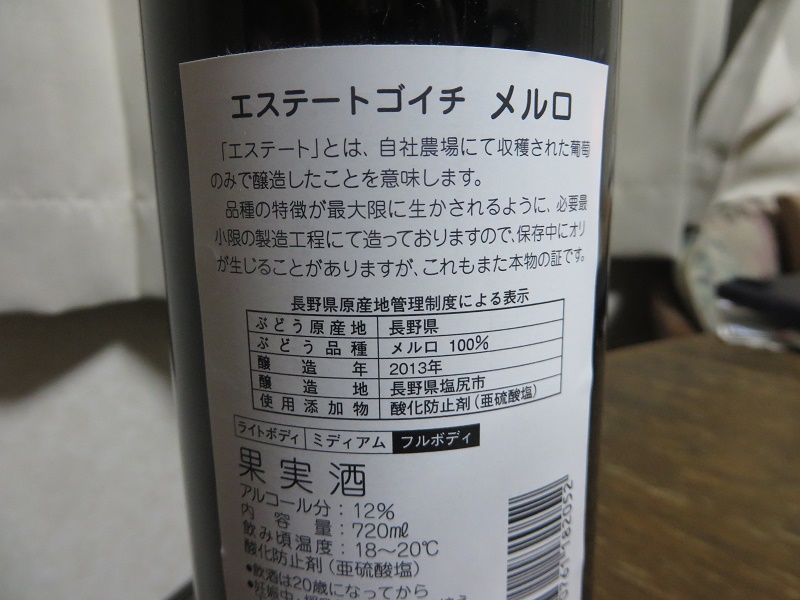 エステートゴイチ メルロ
「エステート」とは、自社農場にて収穫された葡萄
のみで醸造したことを意味します。
品種の特徴が最大限に生かされるように、必要最
小限の製造工程にて造っておりますので、保存中にオリ
が生じることがありますが、これもまた本物の証です。
長野県原産地管理制度による表示
ぶどう原産地 長野県
ぶどう品種 メルロ 100%
醸造年 2013年
醸造地 長野県塩尻市
使用添加物 酸化防止剤(亜硫酸塩)
ライトボディ ミディアム フルボディ
果実酒
アルコール分:12%
内容量:720㎖
飲み頃温度:18〜20℃
酸化防止剤(亜硫酸塩)
•飲酒は20歳になってから